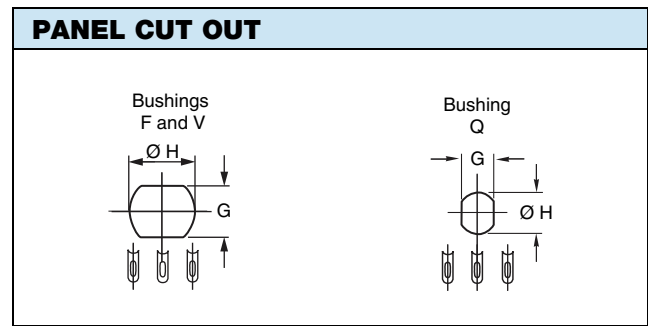 PANEL CUT OUT
Bushings
F and V
Ø H
G
Bushing
Q
G
Ø H